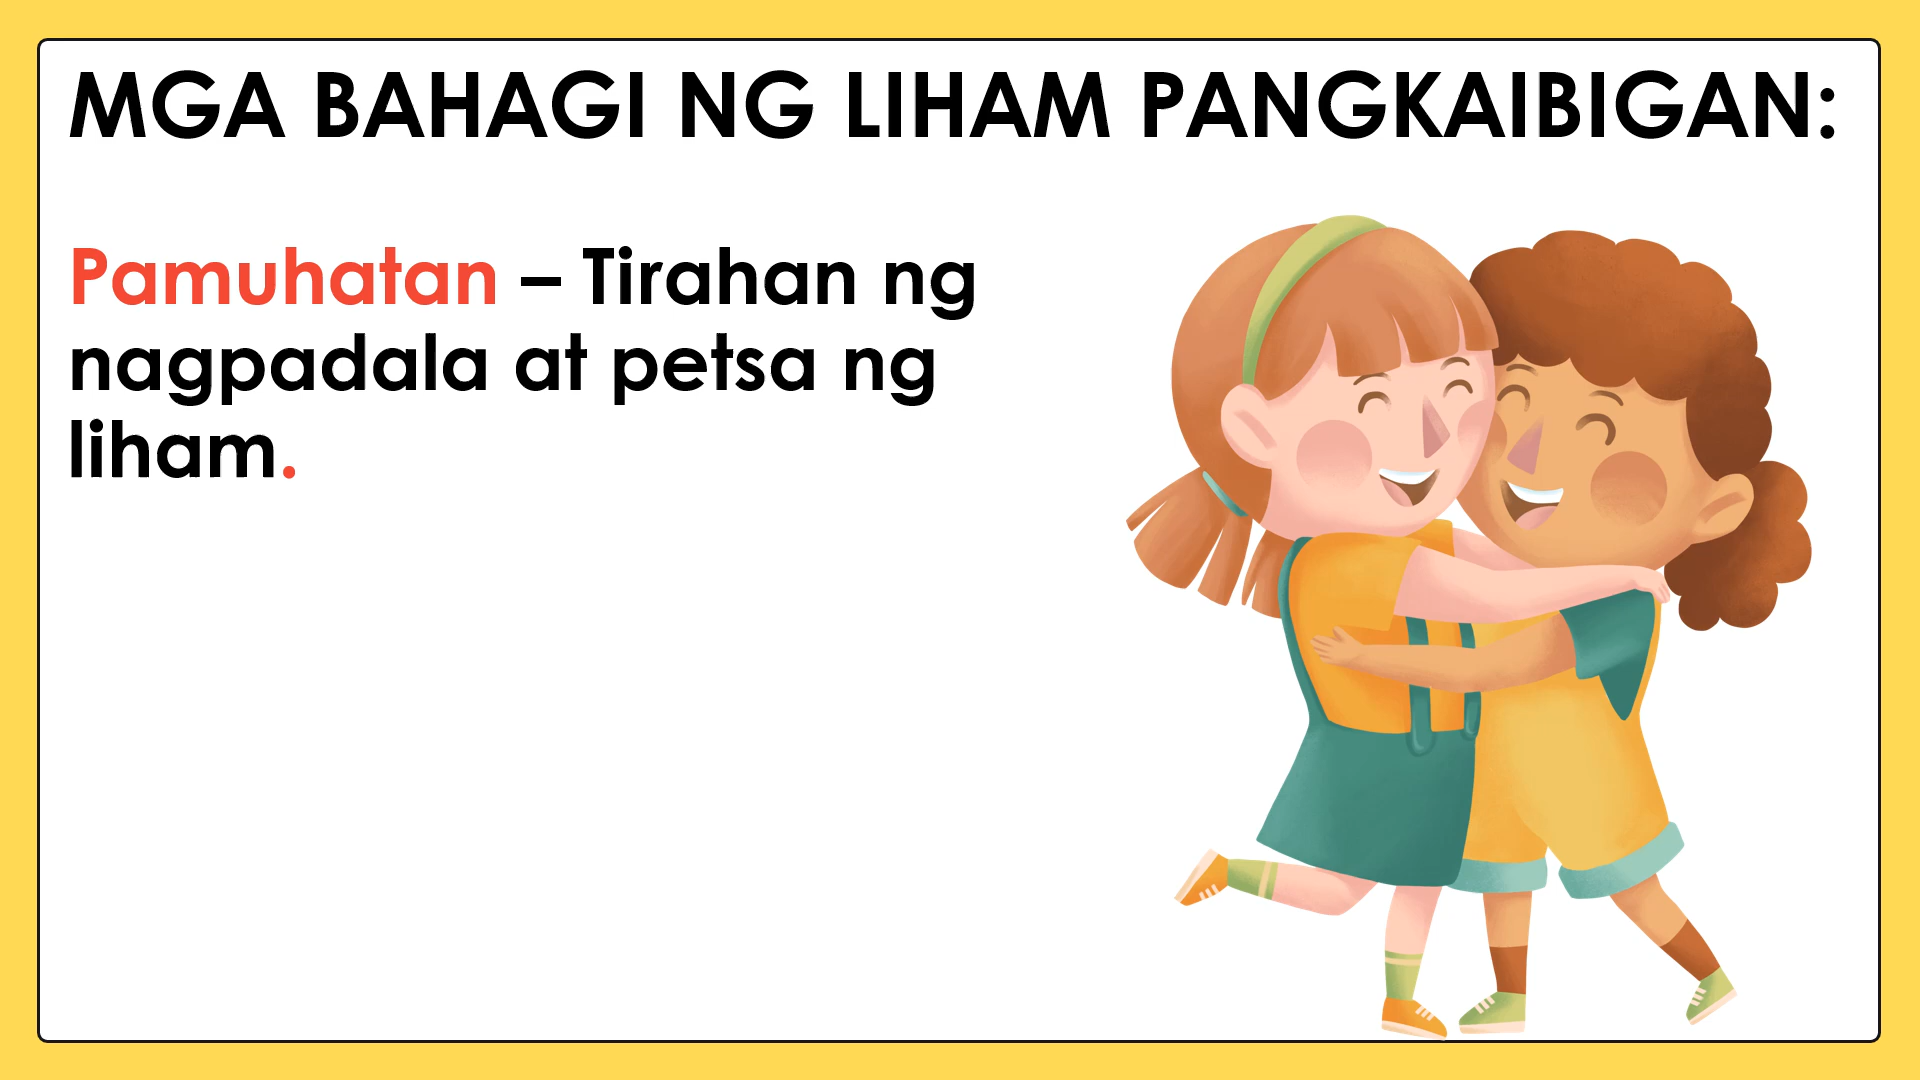 MGA BAHAGI NG LIHAM PANGKAIBIGAN:
Pamuhatan – Tirahan ng
nagpadala at petsa ng
liham.